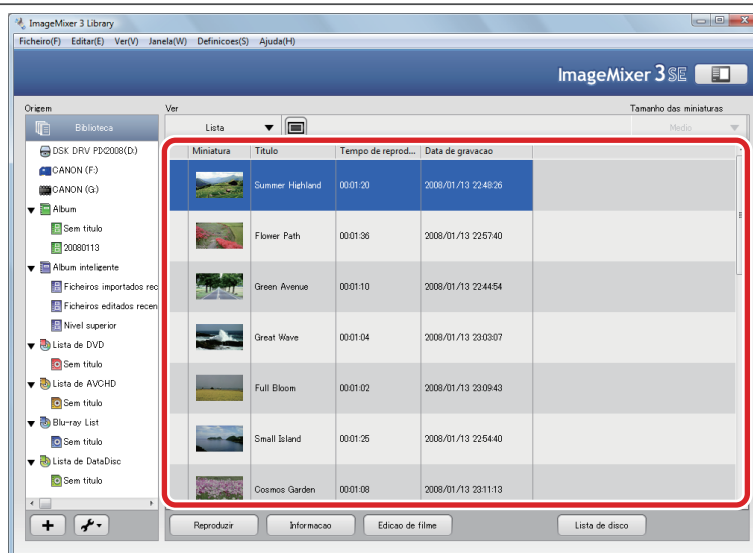 ImageMixer 3 Library
Ficheiro(F) Editar(E) Ver(V) Janela(W) Definicoes(S) Ajuda(H)
ImageMixer 3 SE
Origem
Ver
Tamanho das miniaturas
Biblioteca
Lista
Medio
DSK DRV PD2008(D:)
CANON (F:)
CANON (G:)
Album
Sem titulo
20080113
Album inteligente
Ficheiros importados rec
Ficheiros editados recen
Nivel superior
Lista de DVD
Sem titulo
Lista de AVCHD
Sem titulo
Blu-ray List
Sem titulo
Lista de DataDisc
Sem titulo
Miniatura Titulo Tempo de reprod... Data de gravacao
Summer Highland 00:01:20 2008/01/13 22:48:26
Flower Path 00:01:36 2008/01/13 22:57:40
Green Avenue 00:01:10 2008/01/13 22:44:54
Great Wave 00:01:04 2008/01/13 23:03:07
Full Bloom 00:01:02 2008/01/13 23:09:43
Small Island 00:01:25 2008/01/13 22:54:40
Cosmos Garden 00:01:08 2008/01/13 23:11:13
Reproduzir Informacao Edicao de filme Lista de disco